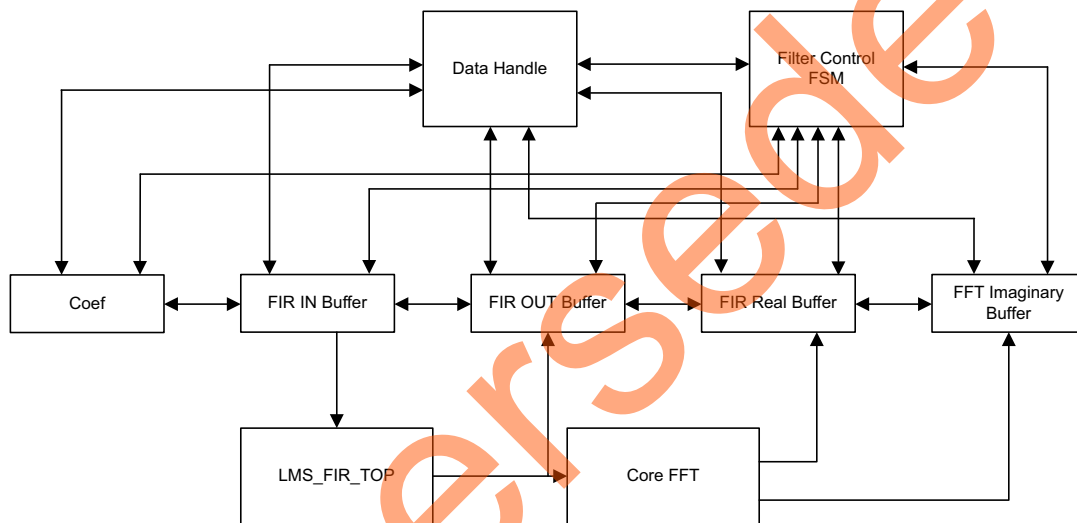 Data Handle
Filter Control
FSM
Coef
FIR IN Buffer
FIR OUT Buffer
FIR Real Buffer
FFT Imaginary
Buffer
LMS_FIR_TOP
Core FFT
ersede